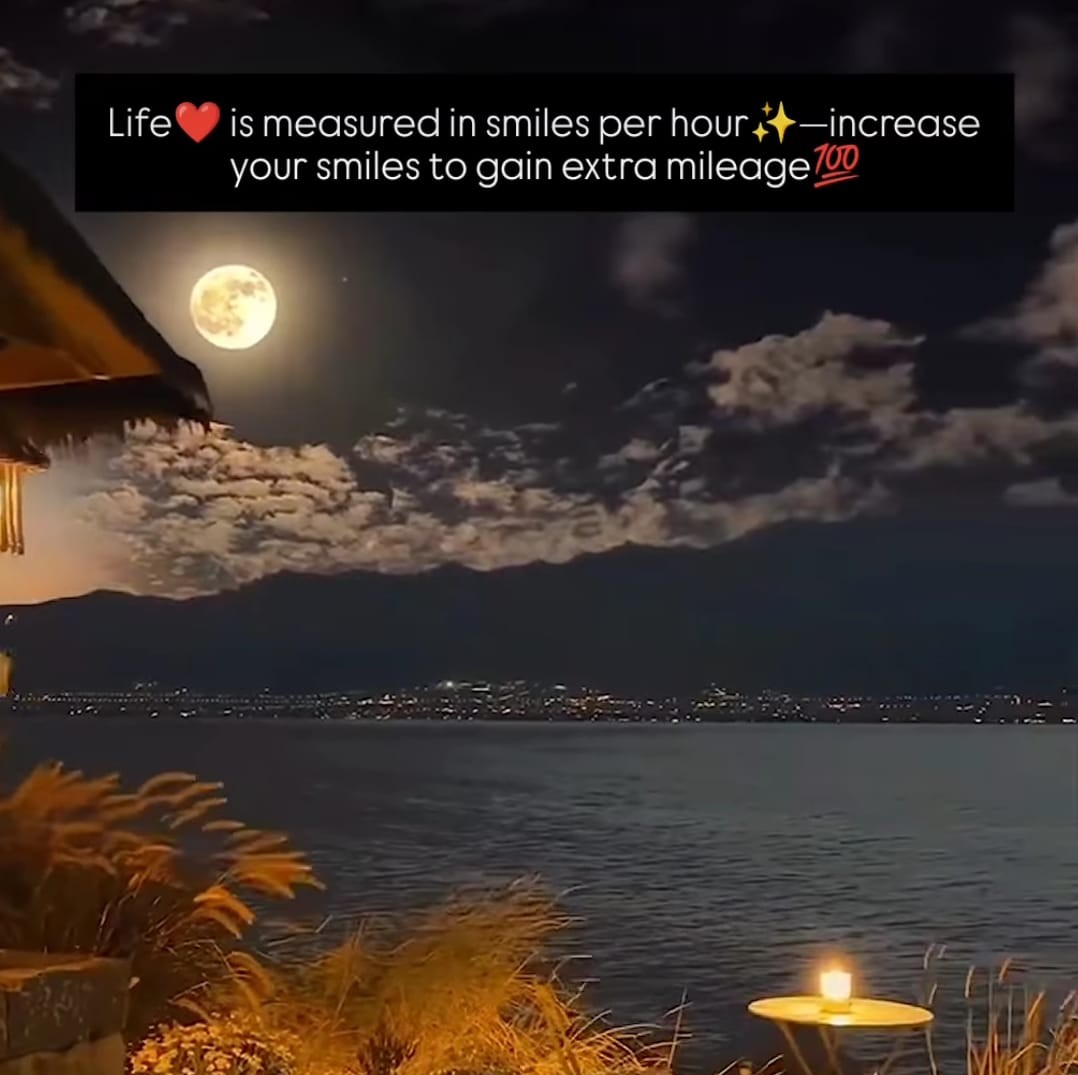 Life❤️ is measured in smiles per hour✨—increase
your smiles to gain extra mileage💯